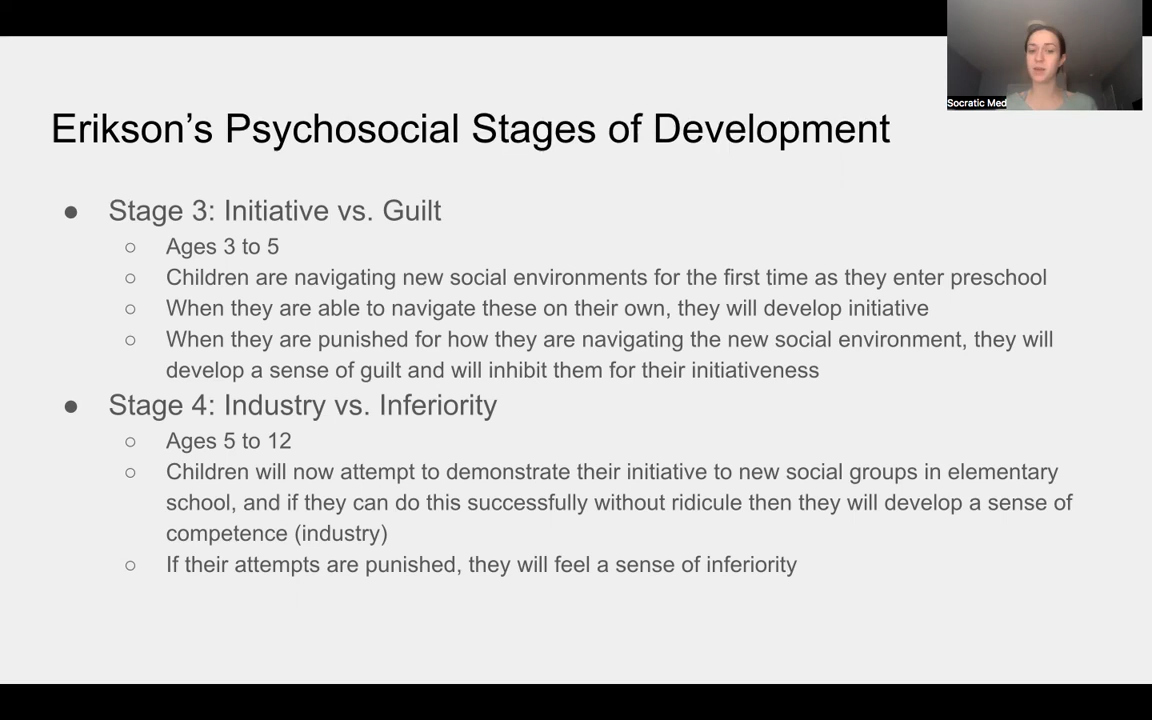 Socratic Med
Erikson's Psychosocial Stages of Development
● Stage 3: Initiative vs. Guilt
○ Ages 3 to 5
○ Children are navigating new social environments for the first time as they enter preschool
○ When they are able to navigate these on their own, they will develop initiative
○ When they are punished for how they are navigating the new social environment, they will
develop a sense of guilt and will inhibit them for their initiativeness
● Stage 4: Industry vs. Inferiority
○ Ages 5 to 12
○ Children will now attempt to demonstrate their initiative to new social groups in elementary
school, and if they can do this successfully without ridicule then they will develop a sense of
competence (industry)
○ If their attempts are punished, they will feel a sense of inferiority